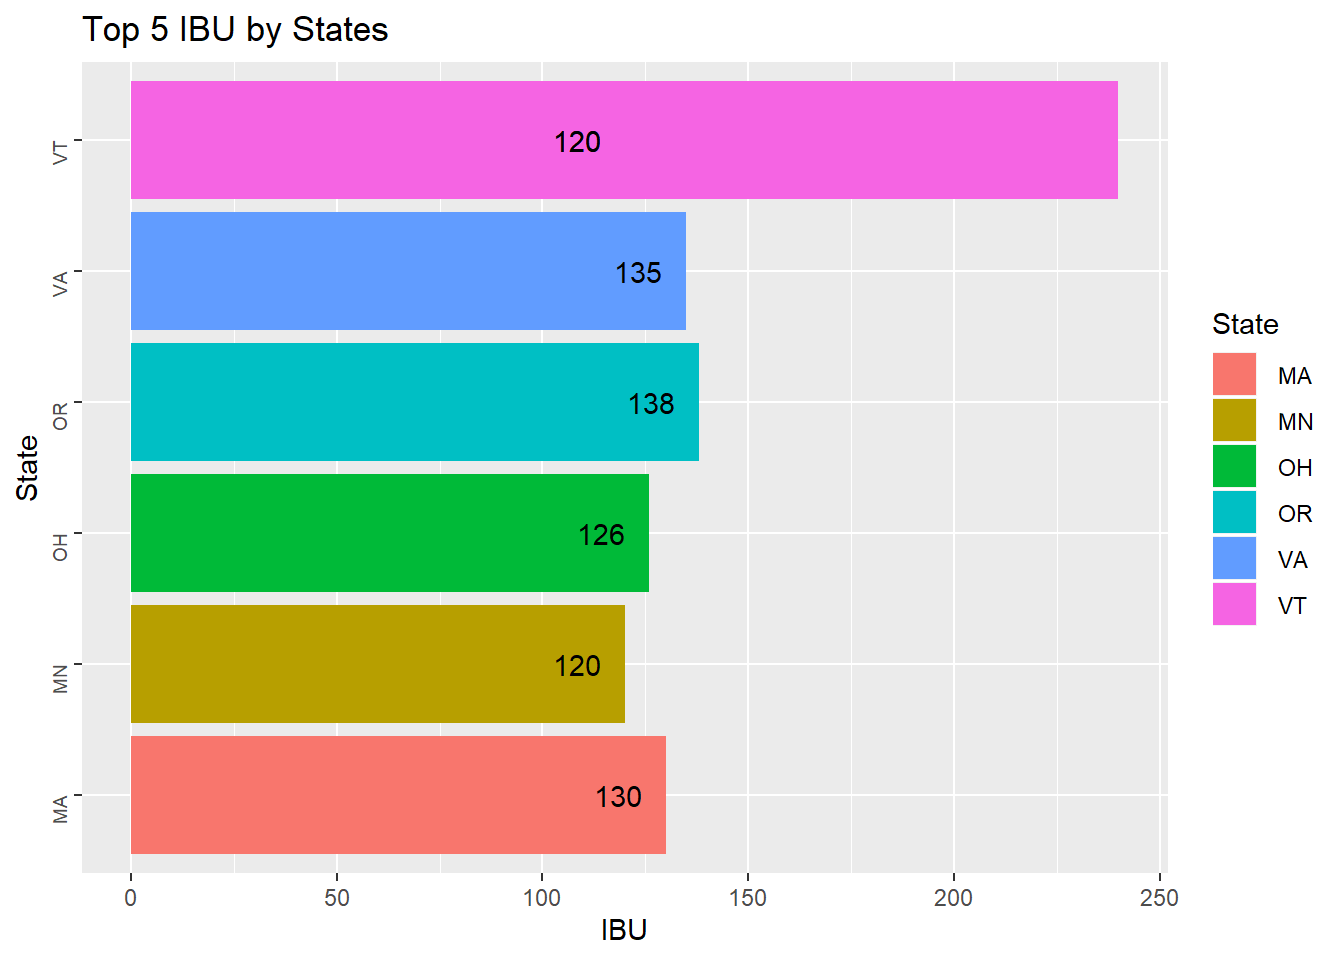 Top 5 IBU by States
VT
120
VA
135
OR
138
OH
126
MN
120
MA
130
State
0 50 100 150 200 250
IBU
State
MA
MN
OH
OR
VA
VT